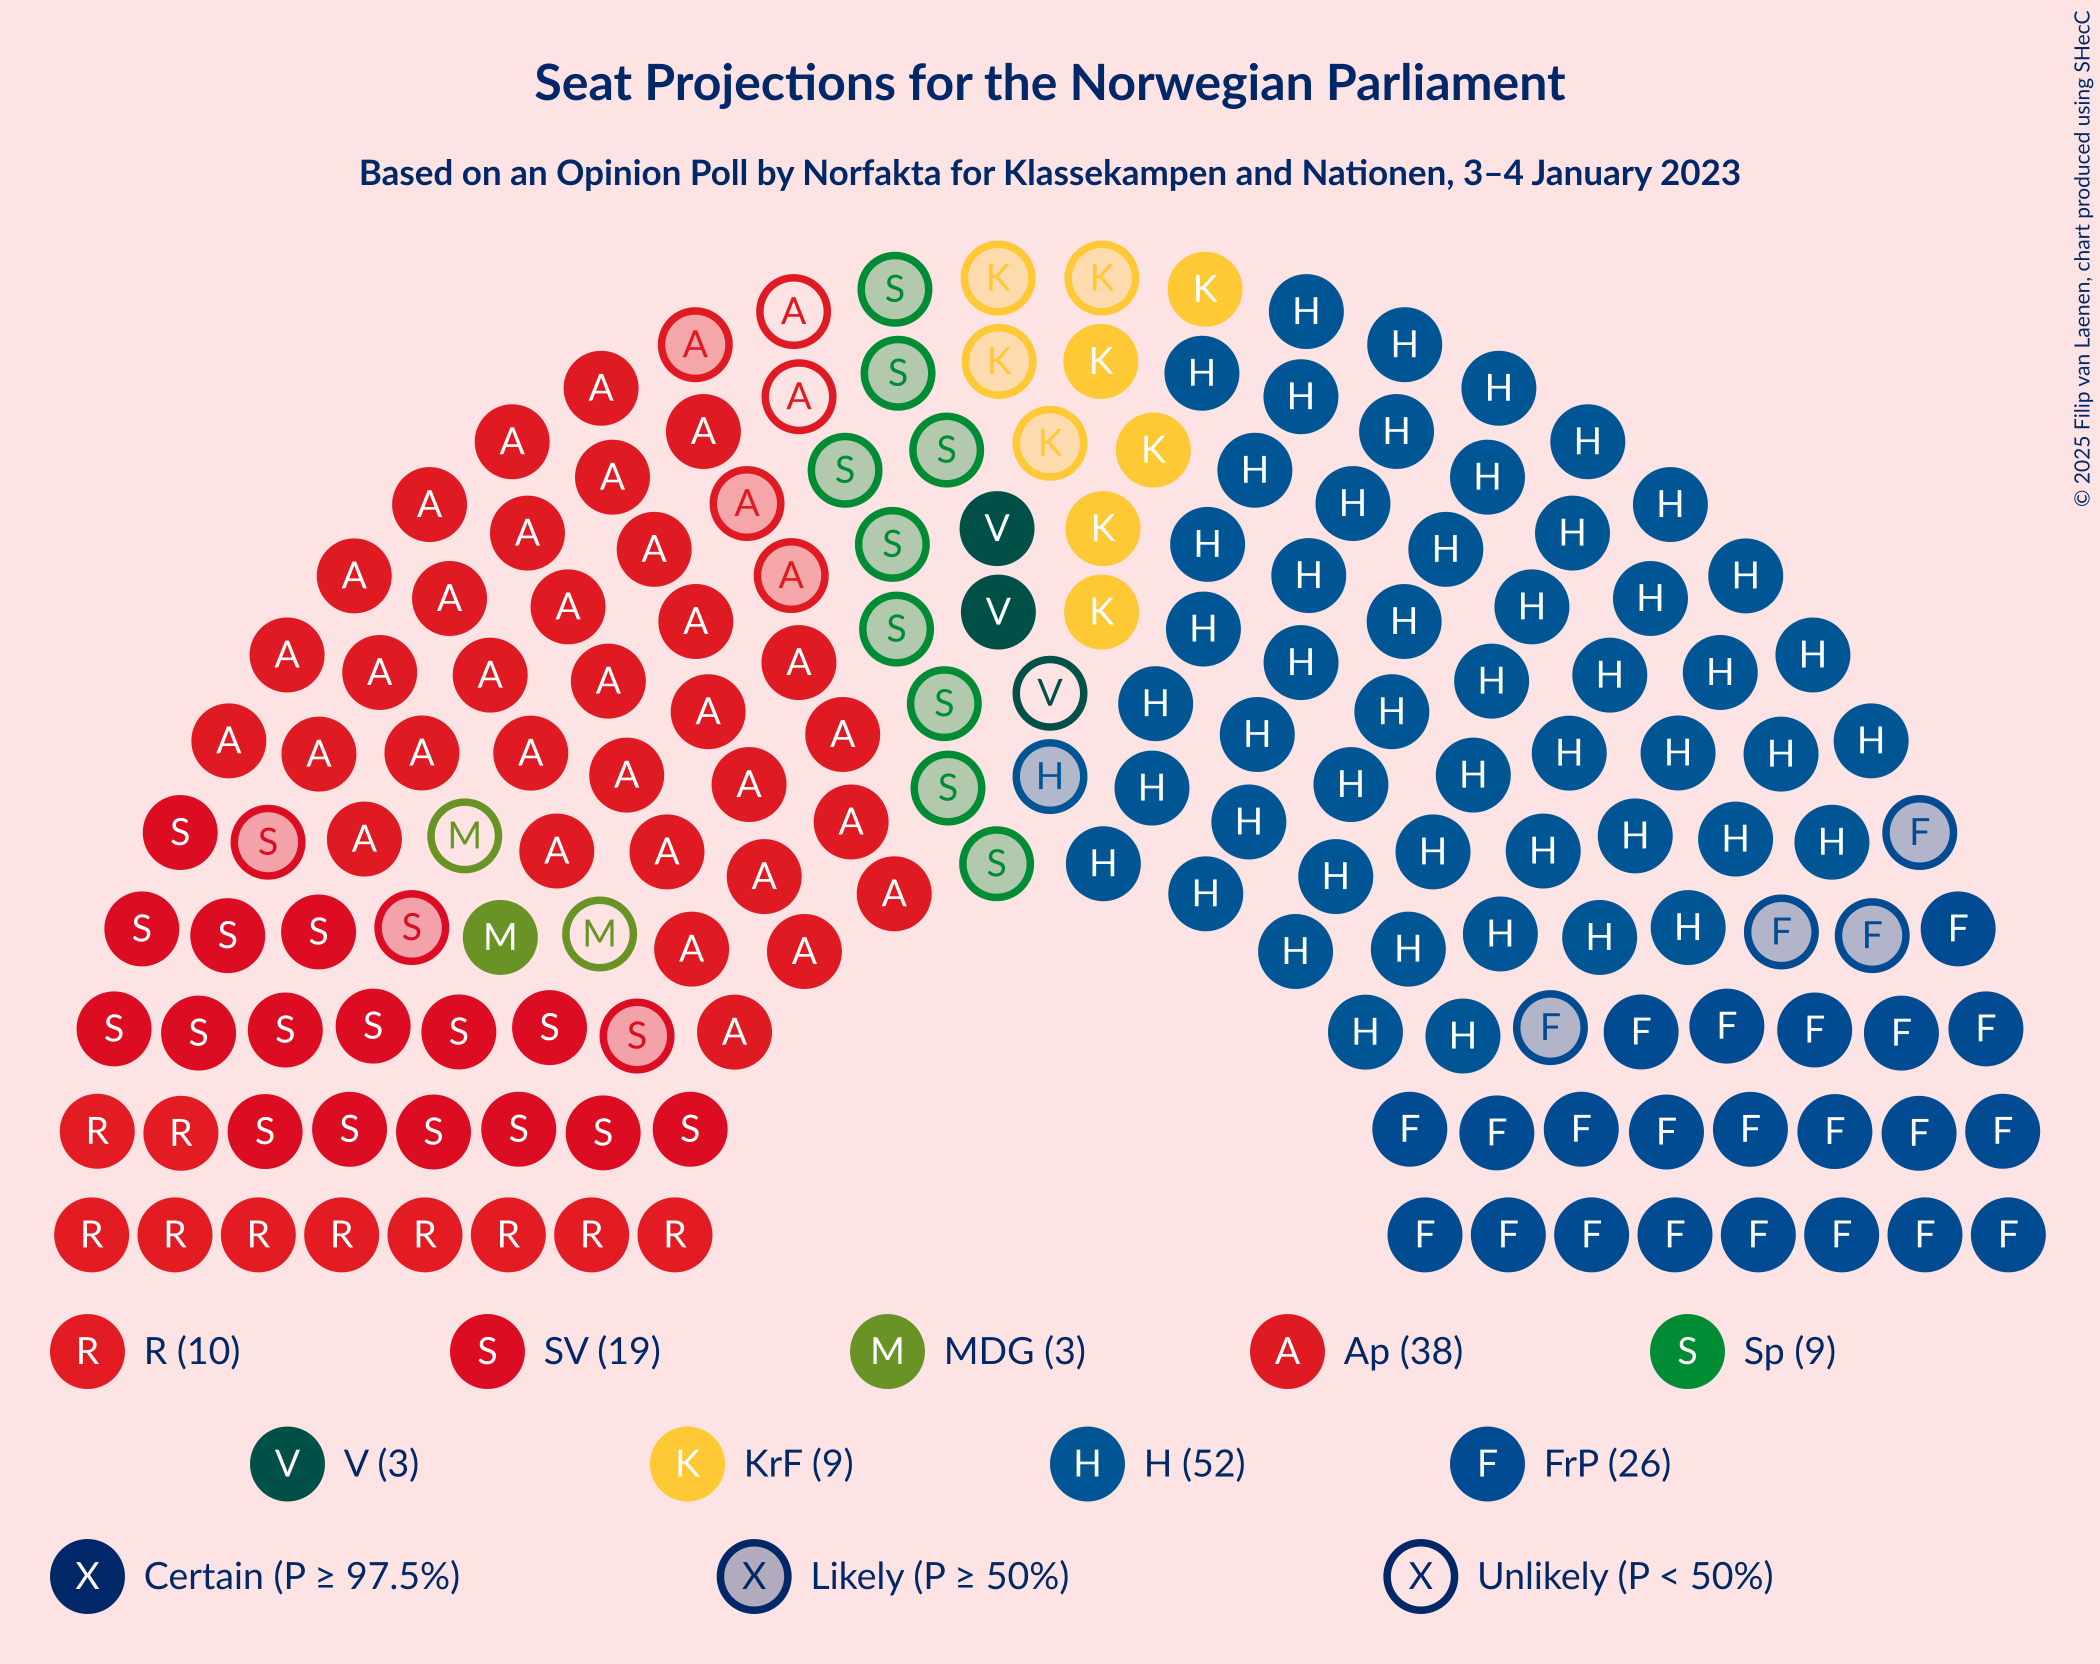 Seat Projections for the Norwegian Parliament
Based on an Opinion Poll by Norfakta for Klassekampen and Nationen, 3–4 January 2023
© 2025 Filip van Laenen, chart produced using SHecC
S K K K
A H
A H
A S K K H H H
A A S S K K H H H
A A A H H H
A A A A S V K H H H H H
A A A A S V K H H H H H
A A A A A S V H H H H H H
A A A A A A A S H H H H H H H H
S S A M A A A A S H H H H H H H H F
S S S S M M A A A H H H H H H F F F
S S S S S S S A H H F F F F F F
R R S S S S S S F F F F F F F F
R R R R R R R R F F F F F F F F
R R (10) S SV (19) M MDG (3) A Ap (38) S Sp (9)
V V (3) K KrF (9) H H (52) F FrP (26)
X Certain (P ≥ 97.5%) X Likely (P ≥ 50%) X Unlikely (P < 50%)